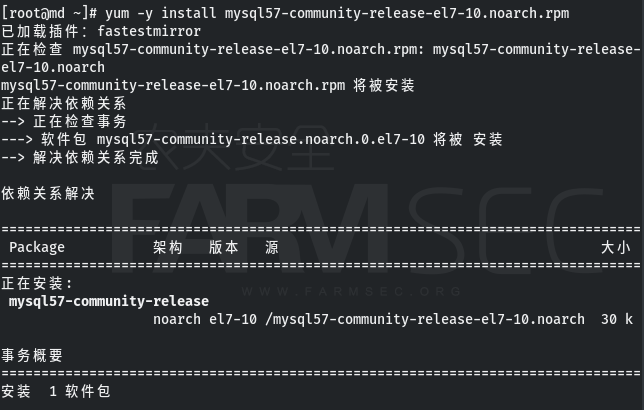 [root@md ~]# yum -y install mysql57-community-release-el7-10.noarch.rpm
已加载插件：fastestmirror
正在检查 mysql57-community-release-el7-10.noarch.rpm: mysql57-community-release-
el7-10.noarch
mysql57-community-release-el7-10.noarch.rpm 将被安装
正在解决依赖关系
--> 正在检查事务
---> 软件包 mysql57-community-release.noarch.0.el7-10 将被 安装
--> 解决依赖关系完成
农夫安全
依赖关系解决
FARMSEC
================================================================================
 Package          架构   版本   源                                        大小
================================================================================
WWW.FARMSEC.ORG
正在安装:
 mysql57-community-release
                  noarch el7-10 /mysql57-community-release-el7-10.noarch  30 k
事务概要
================================================================================
安装  1 软件包